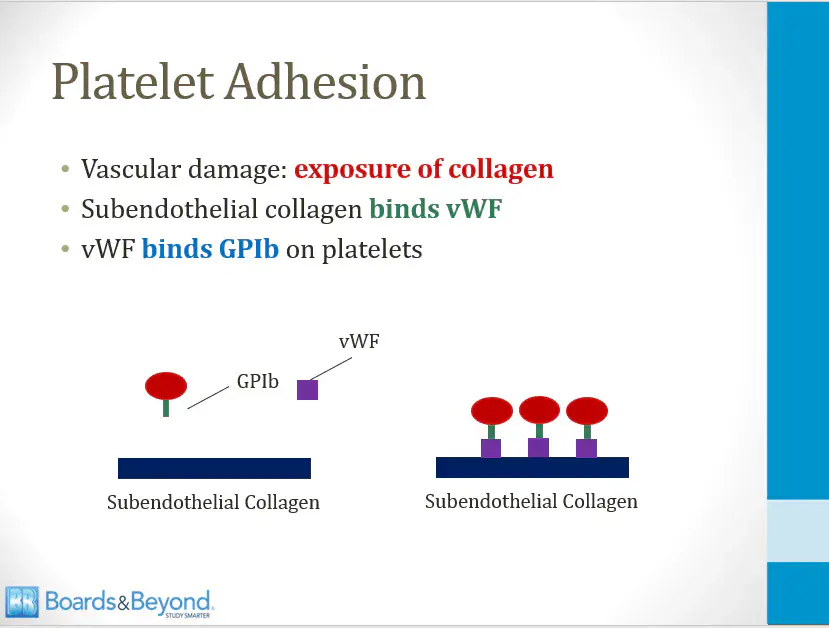 Platelet Adhesion
• Vascular damage: exposure of collagen
• Subendothelial collagen binds vWF
• vWF binds GPIb on platelets
vWF
GPIb
Subendothelial Collagen
Subendothelial Collagen
BB Boards&Beyond.
STUDY SMARTER